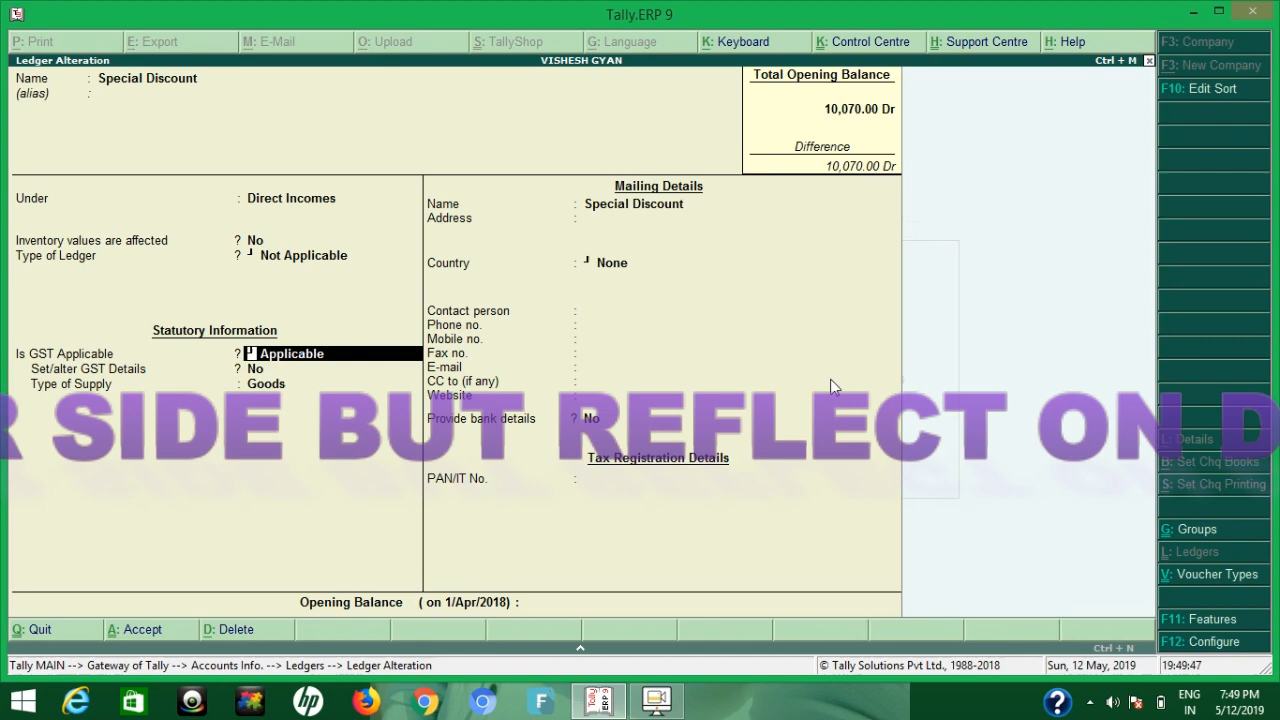 Tally.ERP 9
P: Print E: Export M: E-Mail O: Upload S: TallyShop G: Language K: Keyboard K: Control Centre H: Support Centre H: Help
F3: Company
Ledger Alteration VISHESH GYAN Ctrl + M
F3: New Company
Name : Special Discount
Total Opening Balance
F10: Edit Sort
(alias) :
10,070.00 Dr
Difference
10,070.00 Dr
Under : Direct Incomes
Inventory values are affected ? No
Type of Ledger ? ┘ Not Applicable
Statutory Information
Is GST Applicable ? ┘ Applicable
Set/alter GST Details ? No
Type of Supply : Goods
Mailing Details
Name : Special Discount
Address :
Country : ┘ None
Contact person :
Phone no. :
Mobile no. :
Fax no. :
E-mail :
CC to (if any) :
Website :
Provide bank details ? No
Tax Registration Details
PAN/IT No. :
SIDE BUT REFLECT ON
L: Details
B: Set Chq Books
S: Set Chq Printing
G: Groups
L: Ledgers
V: Voucher Types
F11: Features
F12: Configure
Opening Balance ( on 1/Apr/2018) :
Q: Quit A: Accept D: Delete
Ctrl + N
Tally MAIN --> Gateway of Tally --> Accounts Info. --> Ledgers --> Ledger Alteration © Tally Solutions Pvt Ltd., 1988-2018 Sun, 12 May, 2019 19:49:47
hp
F
Tally ERP 9
?
ENG
IN
7:49 PM
5/12/2019